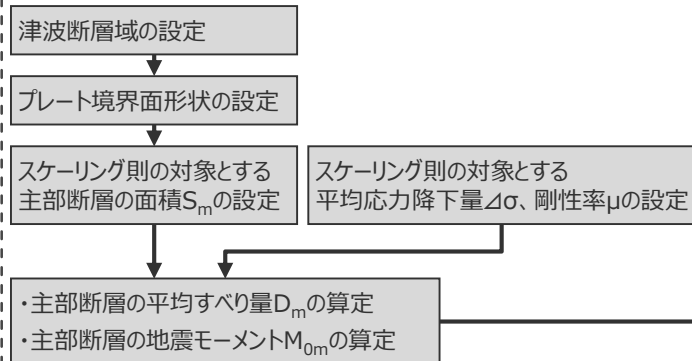 津波断層域の設定
プレート境界面形状の設定
スケーリング則の対象とする
主部断層の面積Smの設定
スケーリング則の対象とする
平均応力降下量⊿σ、剛性率μの設定
・主部断層の平均すべり量Dmの算定
・主部断層の地震モーメントM0mの算定